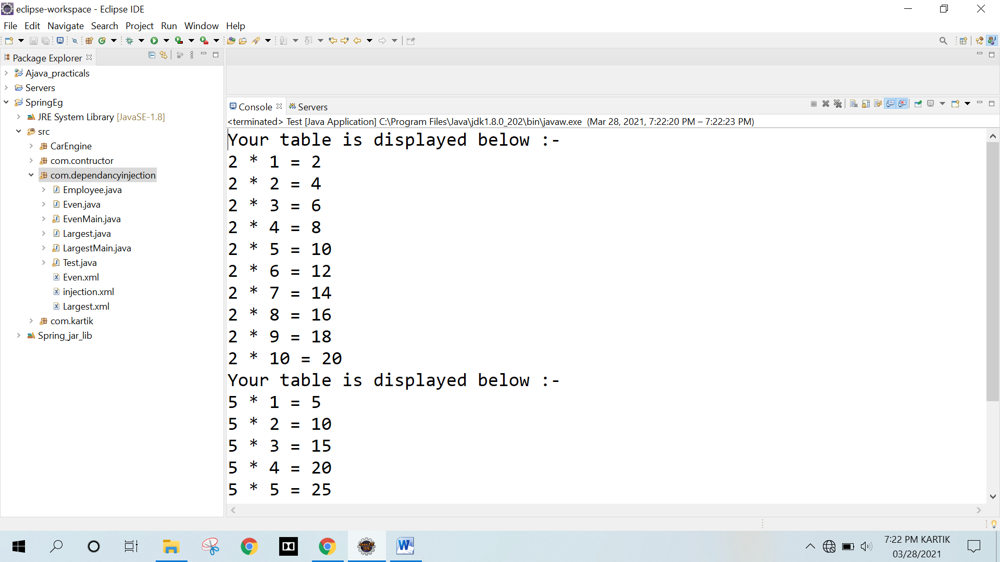 eclipse-workspace - Eclipse IDE
File Edit Navigate Search Project Run Window Help
Package Explorer
Ajava_practicals
Servers
SpringEg
JRE System Library [JavaSE-1.8]
src
CarEngine
com.contructor
com.dependancyinjection
Employee.java
Even.java
EvenMain.java
Largest.java
LargestMain.java
Test.java
Even.xml
injection.xml
Largest.xml
com.kartik
Spring_jar_lib
Console Servers
<terminated> Test [Java Application] C:\Program Files\Java\jdk1.8.0_202\bin\javaw.exe (Mar 28, 2021, 7:22:20 PM – 7:22:23 PM)
Your table is displayed below :-
2 * 1 = 2
2 * 2 = 4
2 * 3 = 6
2 * 4 = 8
2 * 5 = 10
2 * 6 = 12
2 * 7 = 14
2 * 8 = 16
2 * 9 = 18
2 * 10 = 20
Your table is displayed below :-
5 * 1 = 5
5 * 2 = 10
5 * 3 = 15
5 * 4 = 20
5 * 5 = 25
Java EE
IDE
W
7:22 PM KARTIK
03/28/2021